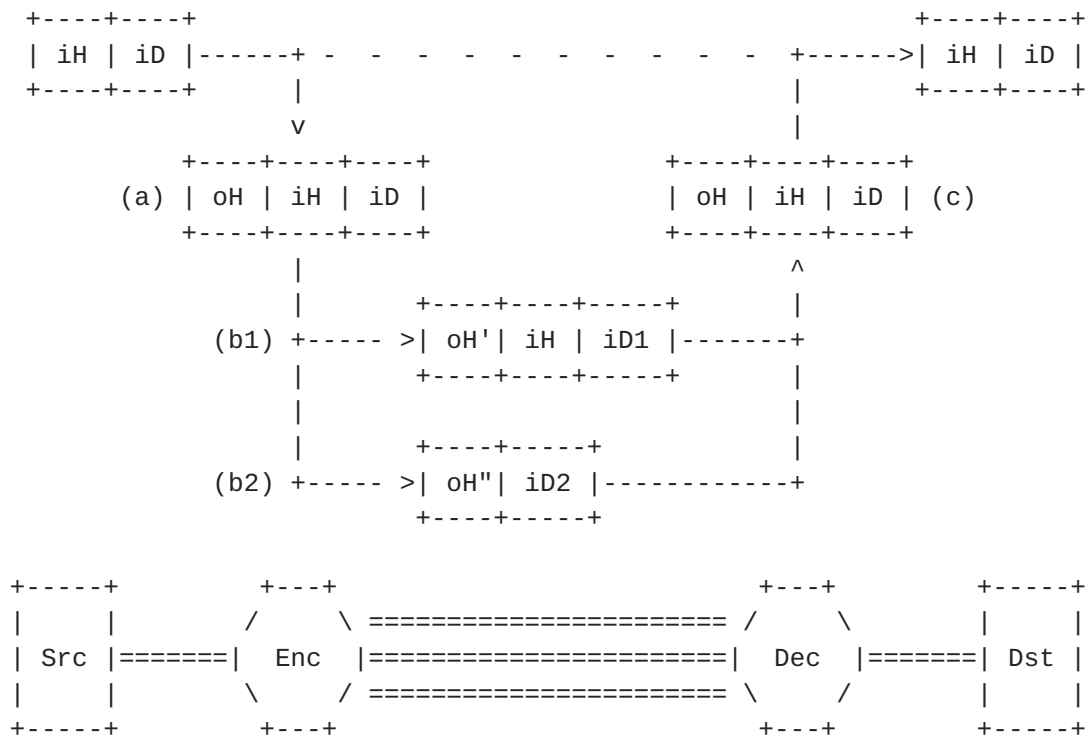 +----+----+ +----+----+
| iH | iD |------+ - - - - - - - - - - +------>| iH | iD |
+----+----+ | | +----+----+
v |
+----+----+----+ +----+----+----+
(a) | oH | iH | iD | | oH | iH | iD | (c)
+----+----+----+ +----+----+----+
| ^
| +----+----+-----+ |
(b1) +----- >| oH'| iH | iD1 |-------+
| +----+----+-----+ |
| |
| +----+-----+ |
(b2) +----- >| oH"| iD2 |------------+
+----+-----+
+-----+ +---+ +---+ +-----+
| | / \ ======================= / \ | |
| Src |=======| Enc |=======================| Dec |=======| Dst |
| | \ / ======================= \ / | |
+-----+ +---+ +---+ +-----+